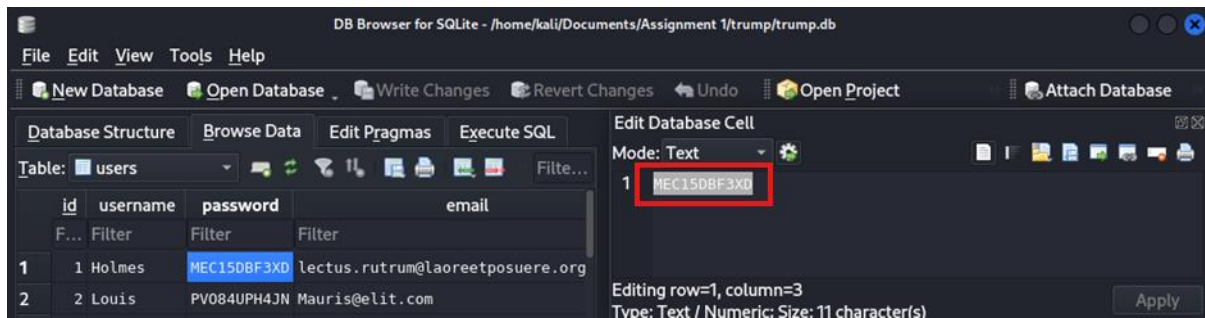 DB Browser for SQLite - /home/kali/Documents/Assignment 1/trump/trump.db
File Edit View Tools Help
New Database Open Database Write Changes Revert Changes Undo Open Project Attach Database
Database Structure Browse Data Edit Pragmas Execute SQL
Table: users Filte...
id username password email
F... Filter Filter Filter
1 1 Holmes MEC15DBF3XD lectus.rutrum@laoreetposuere.org
2 2 Louis PVO84UPH4JN Mauris@elit.com
Edit Database Cell
Mode: Text
1 MEC15DBF3XD
Editing row=1, column=3
Type: Text / Numeric; Size: 11 character(s)
Apply